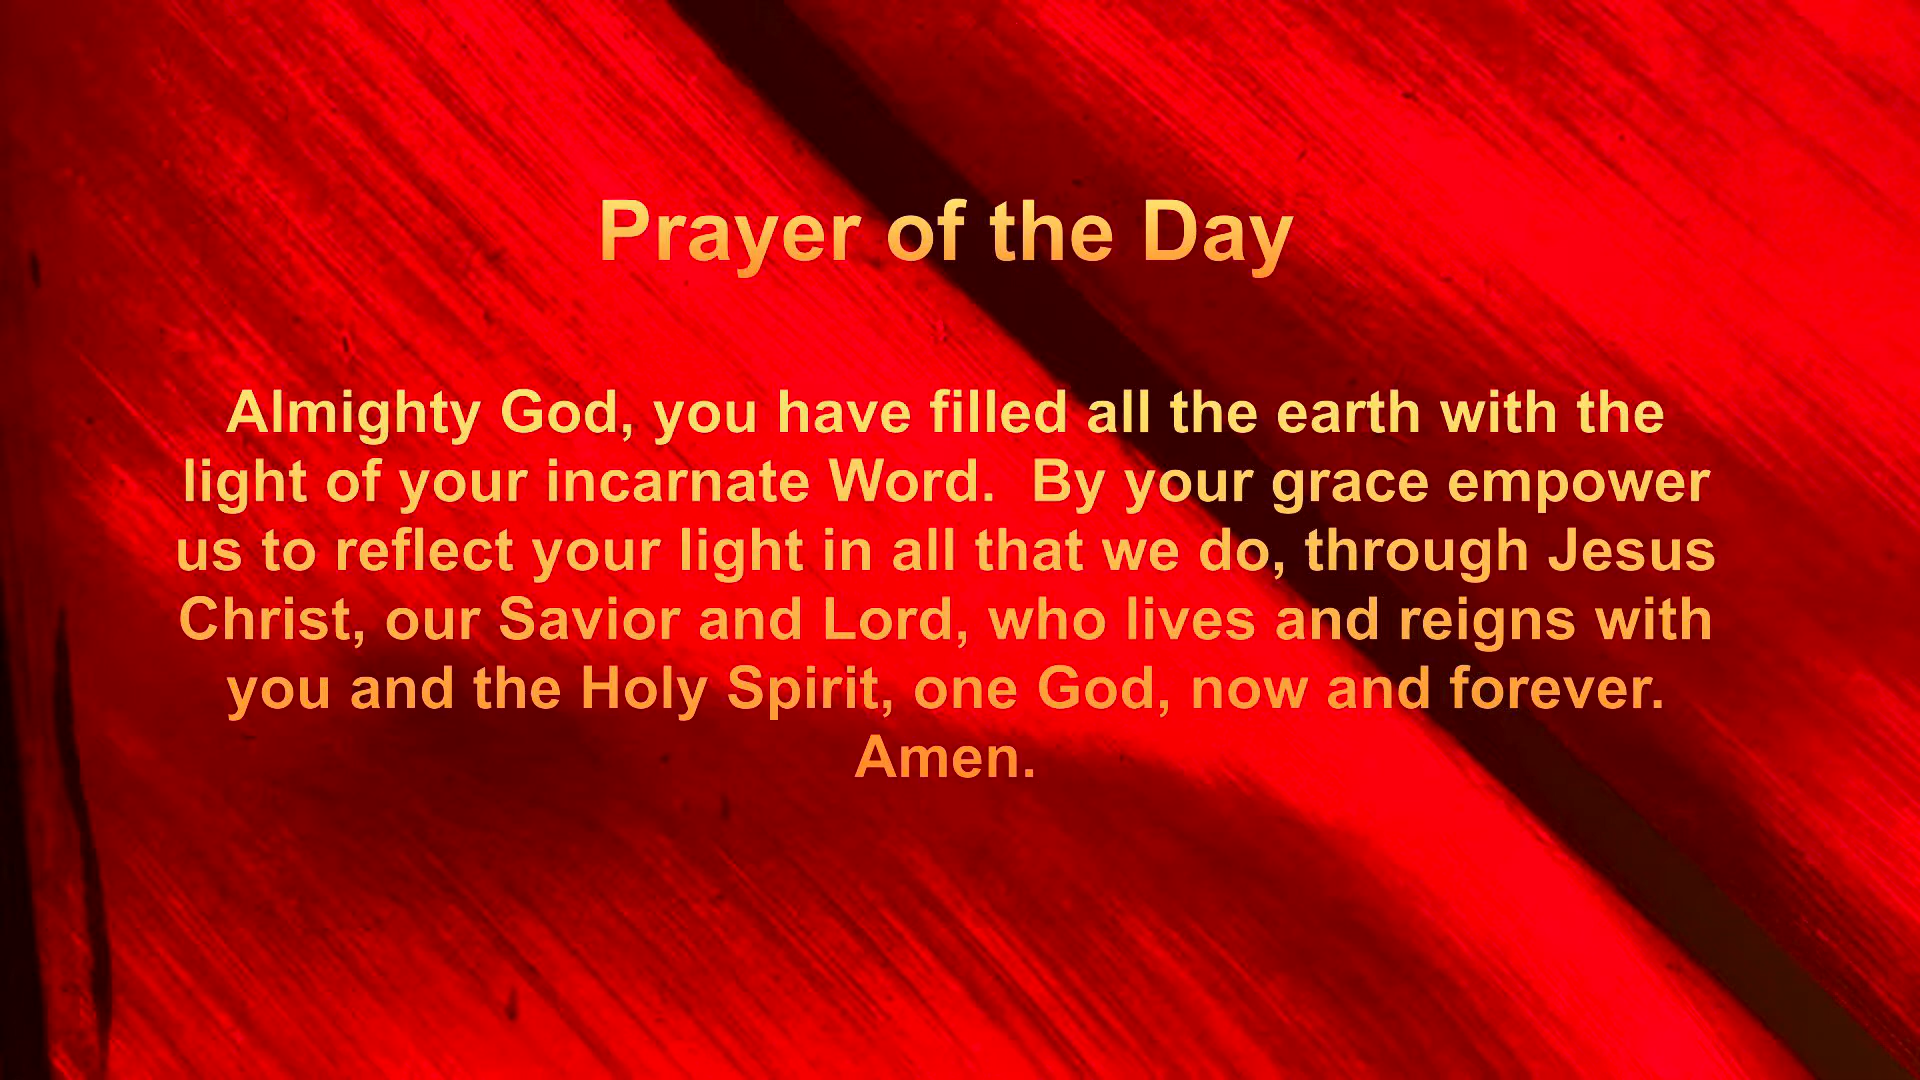 Prayer of the Day
Almighty God, you have filled all the earth with the
light of your incarnate Word.  By your grace empower
us to reflect your light in all that we do, through Jesus
Christ, our Savior and Lord, who lives and reigns with
you and the Holy Spirit, one God, now and forever.
Amen.